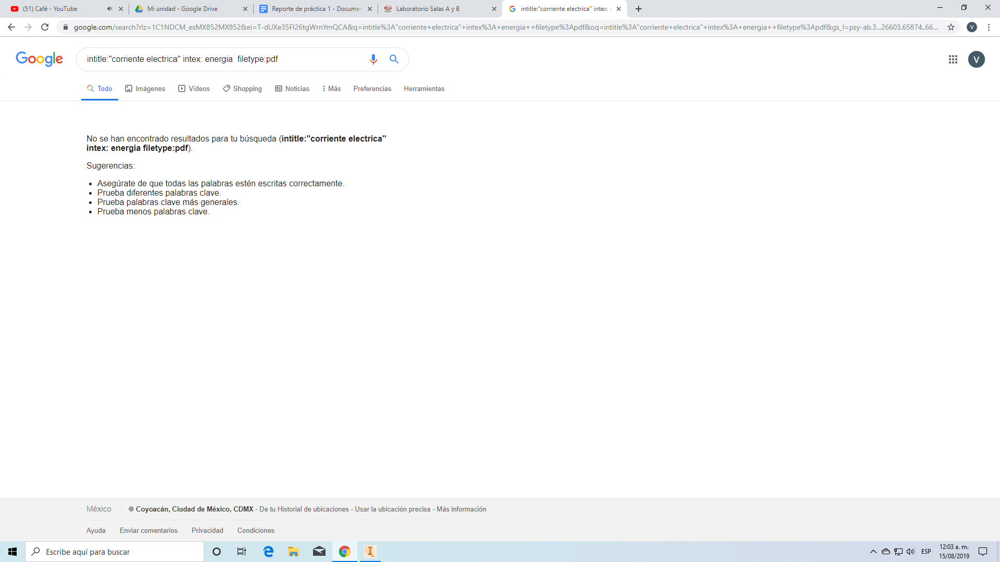 (51) Café - YouTube
Mi unidad - Google Drive
Reporte de práctica 1 - Documen
Laboratorio Salas A y B
intitle:"corriente electrica" intex: e
google.com/search?rlz=1C1NDCM_esMX852MX852&ei=T-dUXe35Fl26tgWrnYmQCA&q=intitle%3A"corriente+electrica"+intex%3A+energia++filetype%3Apdf&oq=intitle%3A"corriente+electrica"+intex%3A+energia++filetype%3Apdf&gs_l=psy-ab.3...26603.65874..66...
V
Google
intitle:"corriente electrica" intex: energia  filetype:pdf
V
Todo
Imágenes
Vídeos
Shopping
Noticias
Más
Preferencias
Herramientas
No se han encontrado resultados para tu búsqueda (intitle:"corriente electrica"
intex: energia filetype:pdf).
Sugerencias:
Asegúrate de que todas las palabras estén escritas correctamente.
Prueba diferentes palabras clave.
Prueba palabras clave más generales.
Prueba menos palabras clave.
México
Coyoacán, Ciudad de México, CDMX - De tu Historial de ubicaciones - Usar la ubicación precisa - Más información
Ayuda
Enviar comentarios
Privacidad
Condiciones
Escribe aquí para buscar
ESP
12:03 a. m.
15/08/2019